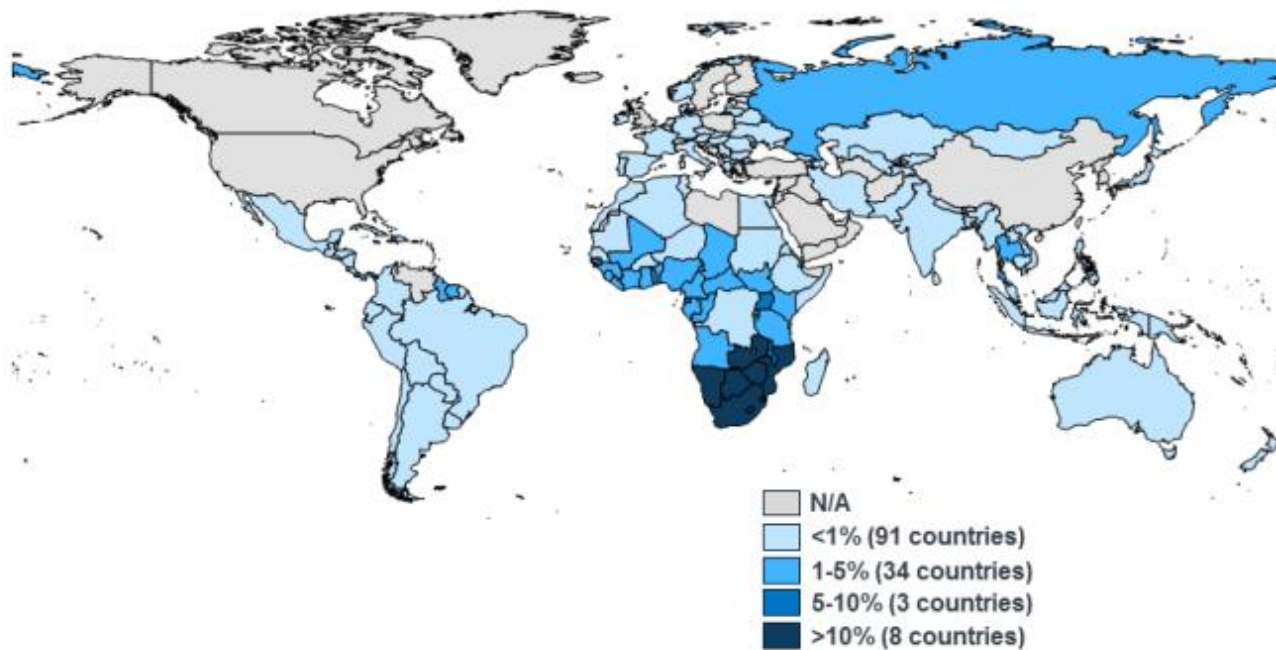 N/A
<1% (91 countries)
1-5% (34 countries)
5-10% (3 countries)
>10% (8 countries)